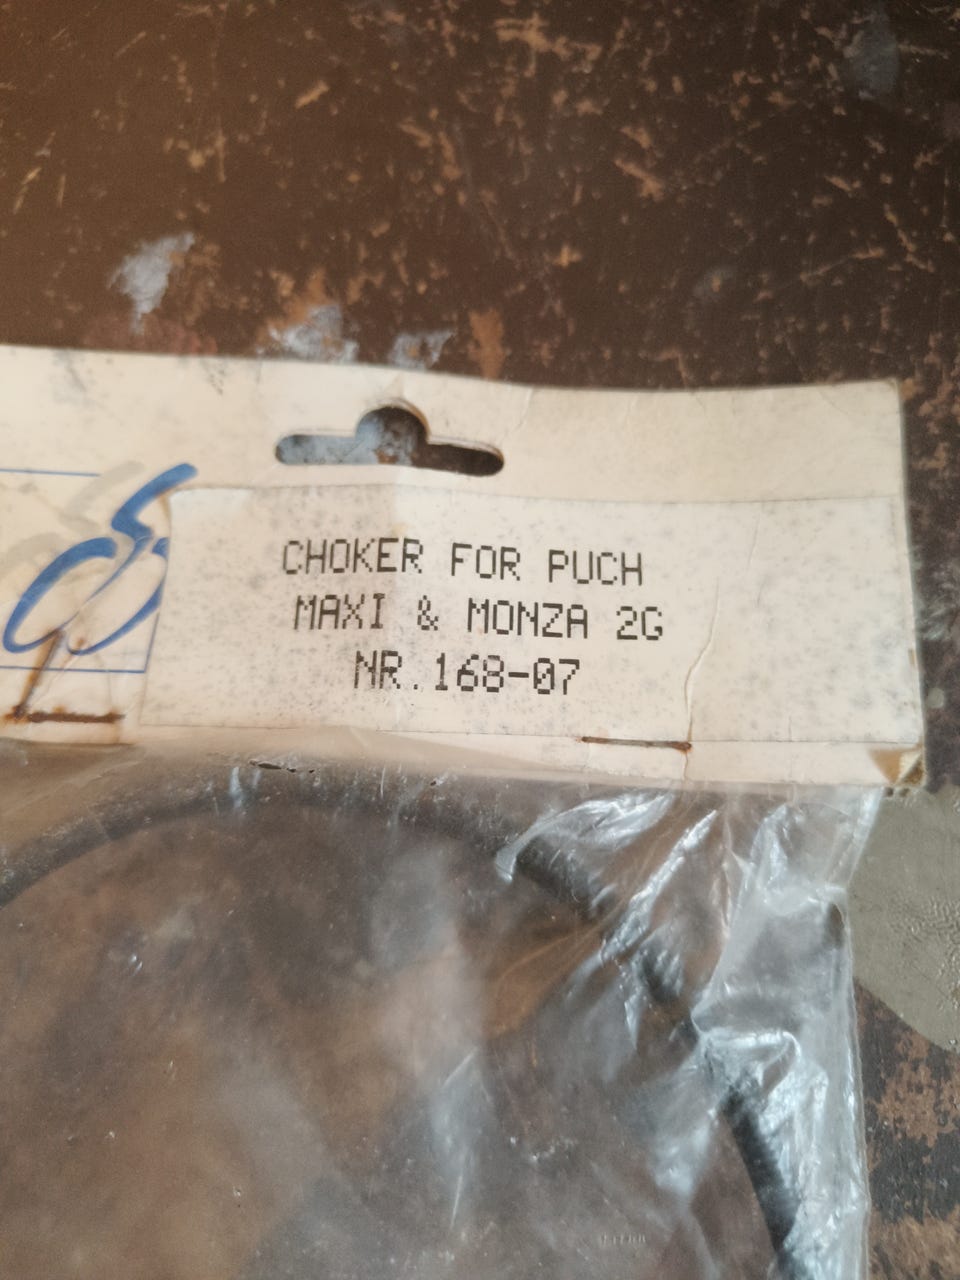 CHOKER FOR PUCH
MAXI & MONZA 2G
NR.168-07